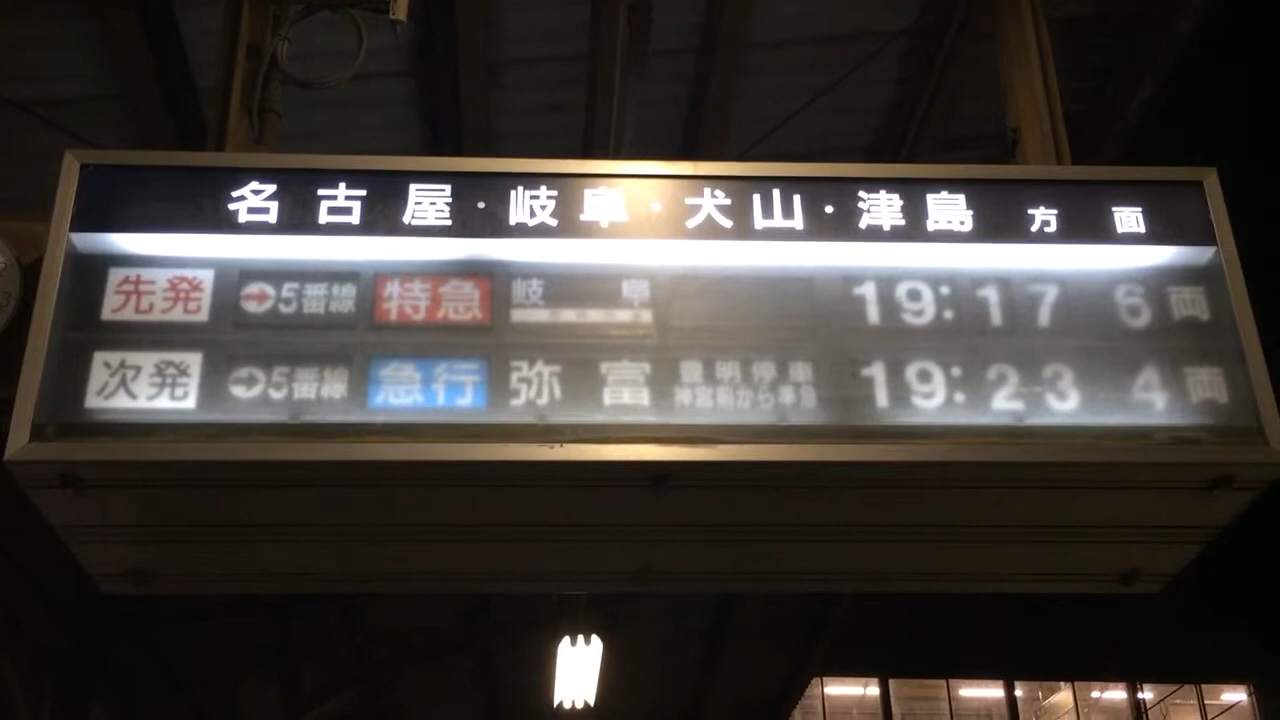 名古屋・岐阜・犬山・津島 方面
先発 →5番線 特急 岐阜 19:17 6両
次発 →5番線 急行 弥富 豊明停車 神宮前から準急 19:23 4両